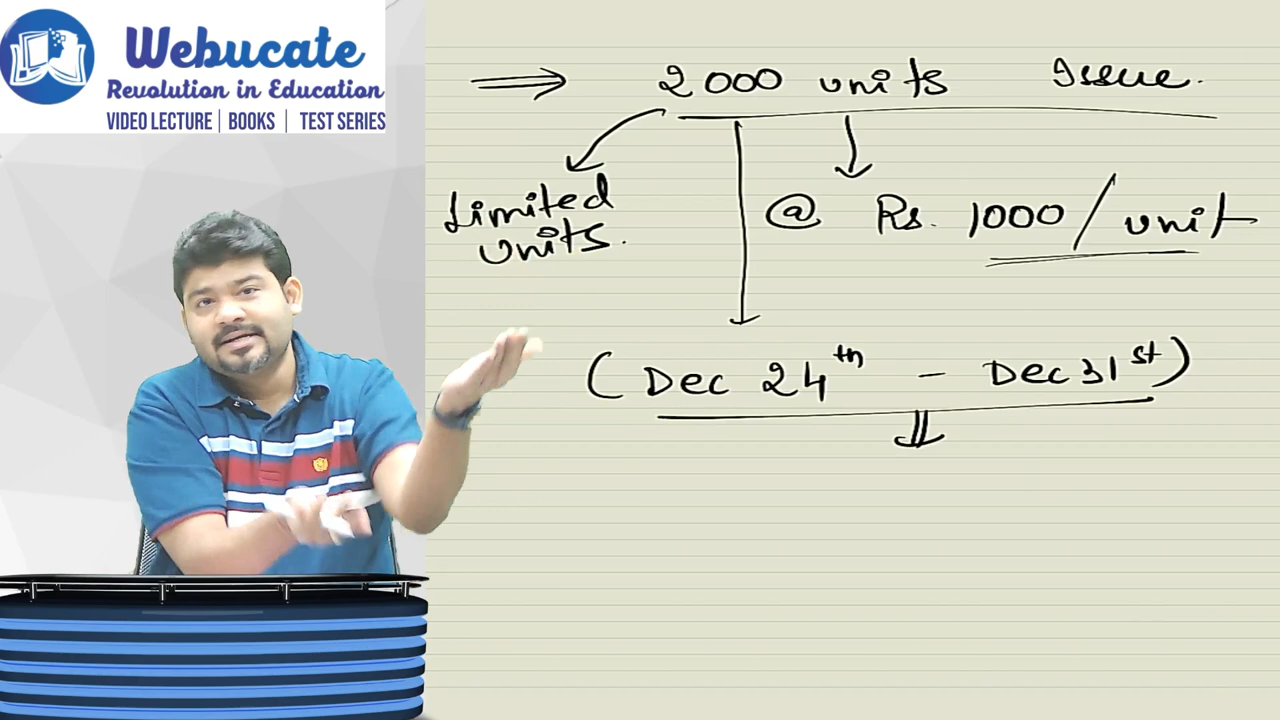 Webucate
Revolution in Education
VIDEO LECTURE | BOOKS | TEST SERIES
2000 units Issue.
Limited
units.
@ Rs. 1000/unit
(Dec 24th - Dec 31st)